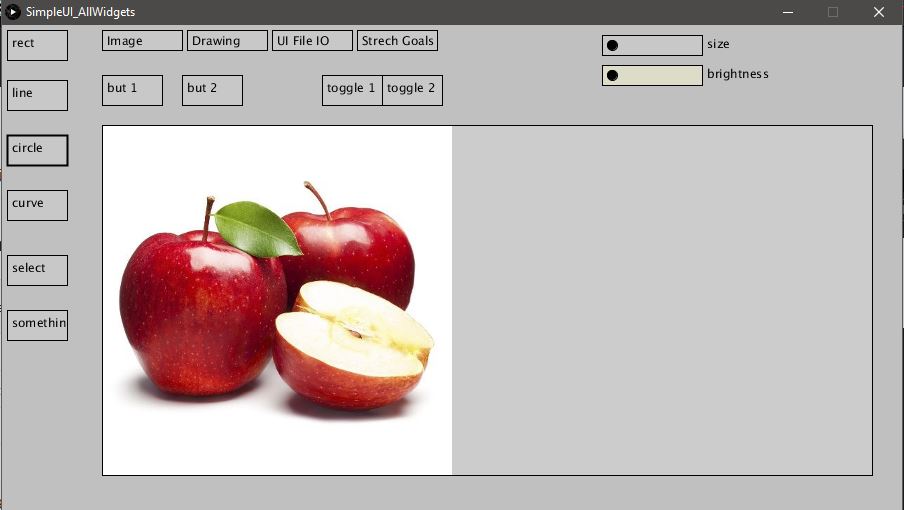 SimpleUI_AllWidgets
rect
Image
Drawing
UI File IO
Strech Goals
size
brightness
line
but 1
but 2
toggle 1
toggle 2
circle
curve
select
somethin